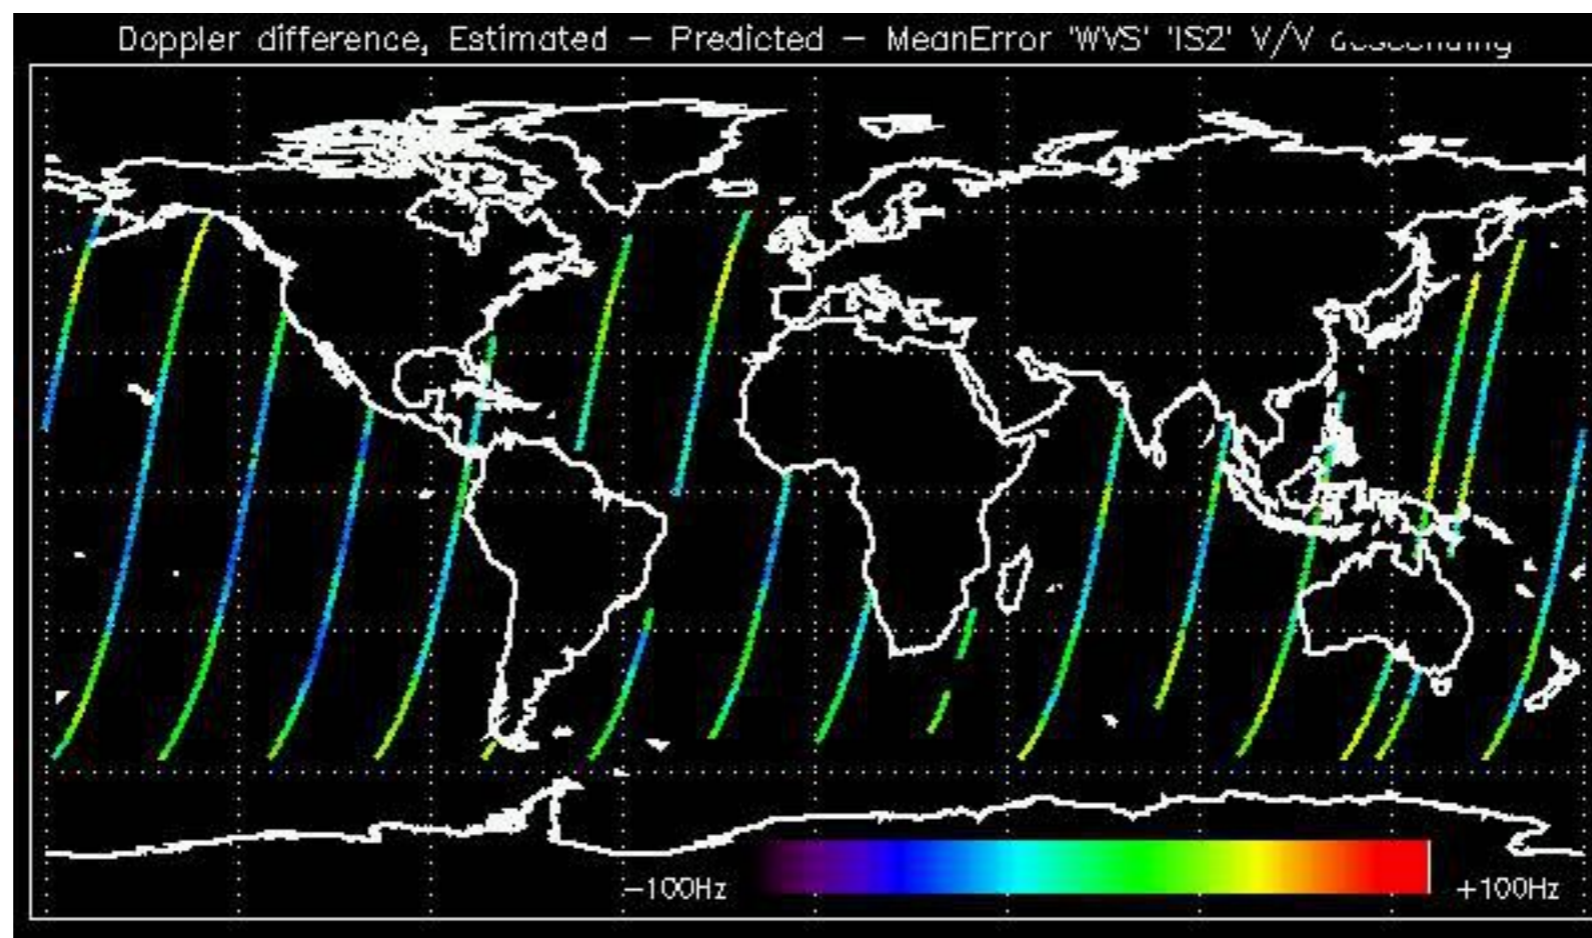 Doppler difference, Estimated − Predicted − MeanError 'WVS' 'IS2' V/V
−100Hz
+100Hz